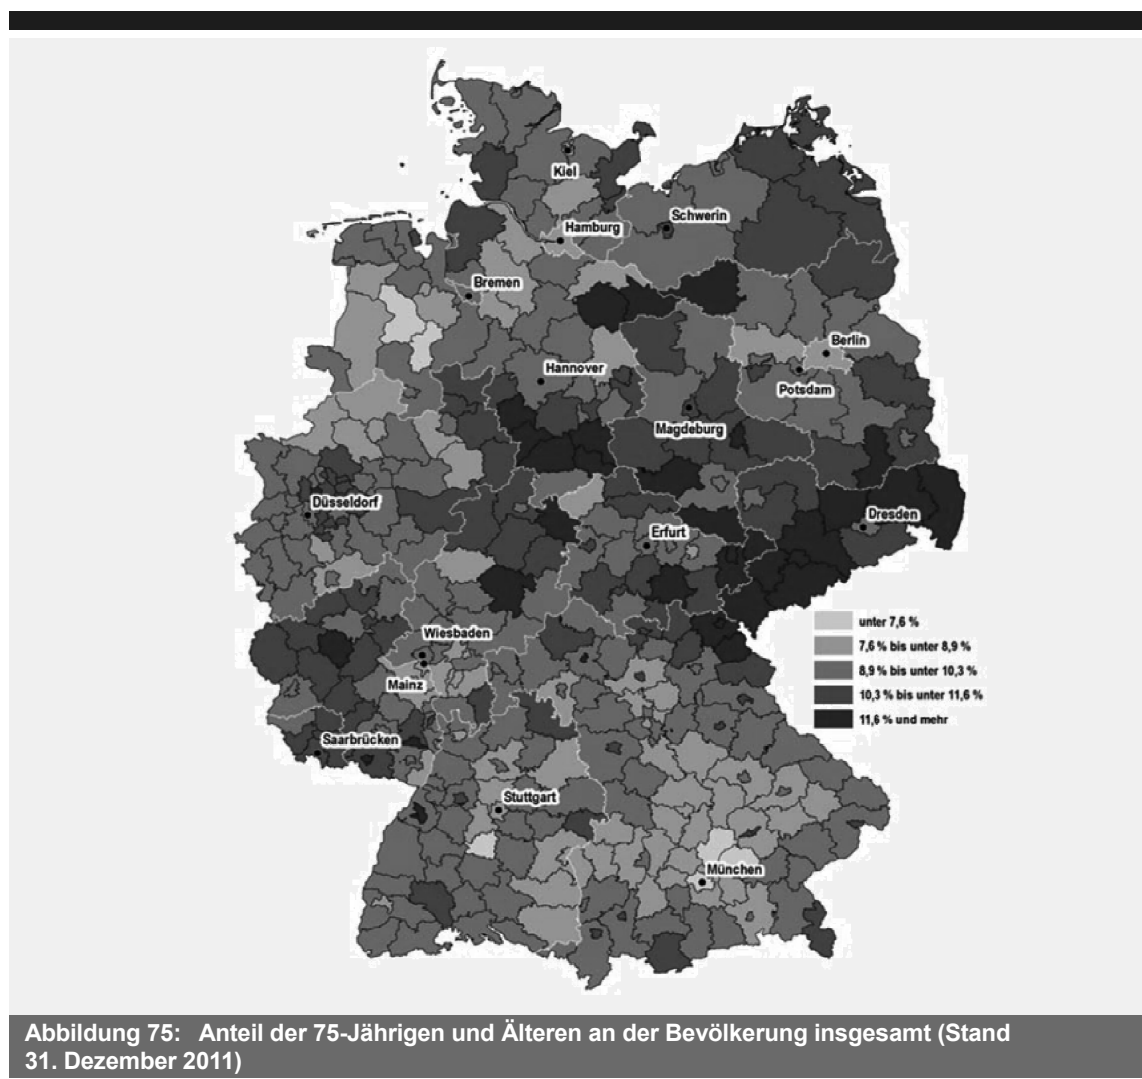 Kiel
Schwerin
Hamburg
Bremen
Berlin
Hannover
Potsdam
Magdeburg
Düsseldorf
Dresden
Erfurt
unter 7,6 %
Wiesbaden
7,6 % bis unter 8,9 %
8,9 % bis unter 10,3 %
Mainz
10,3 % bis unter 11,6 %
11,6 % und mehr
Saarbrücken
Stuttgart
München
Abbildung 75: Anteil der 75-Jährigen und Älteren an der Bevölkerung insgesamt (Stand
31. Dezember 2011)